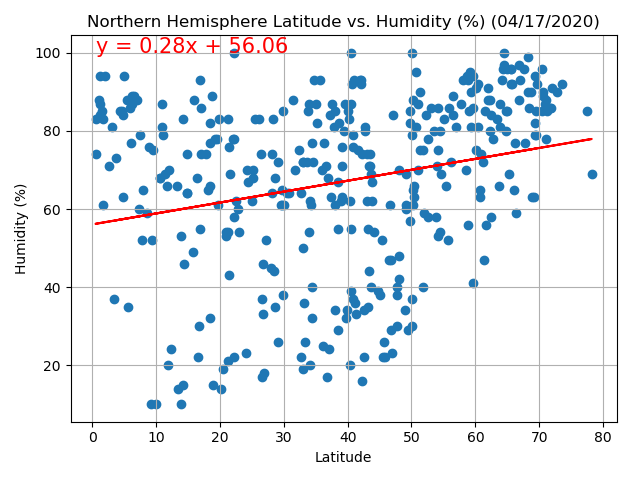 Northern Hemisphere Latitude vs. Humidity (%) (04/17/2020)
y = 0.28x + 56.06
100
80
60
40
20
Humidity (%)
0 10 20 30 40 50 60 70 80
Latitude